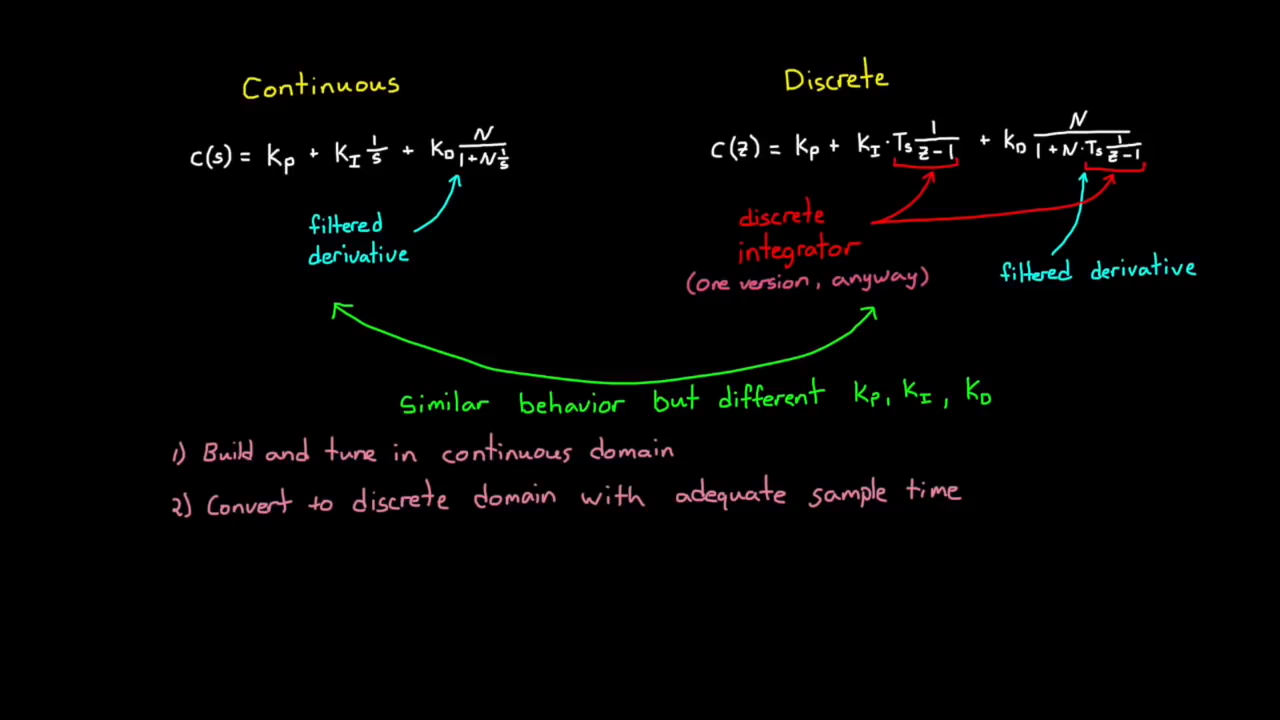 Continuous
Discrete
C(s) = Kp + KI 1/s + KD N/(1+N 1/s)
C(z) = Kp + KI · Ts 1/(z-1) + KD N/(1+N·Ts 1/(z-1))
filtered
derivative
discrete
integrator
(one version, anyway)
filtered derivative
Similar behavior but different Kp, KI, KD
1) Build and tune in continuous domain
2) Convert to discrete domain with adequate sample time